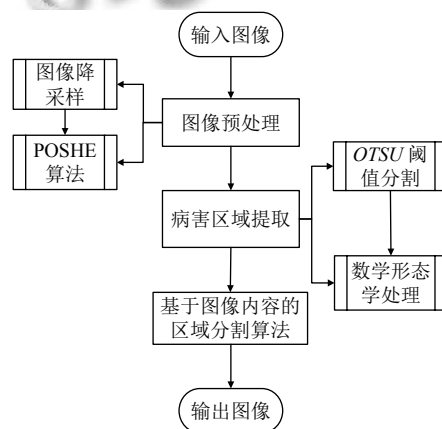 输入图像
图像降
采样
图像预处理
POSHE
算法
OTSU 阈
值分割
病害区域提取
数学形态
学处理
基于图像内容的
区域分割算法
输出图像